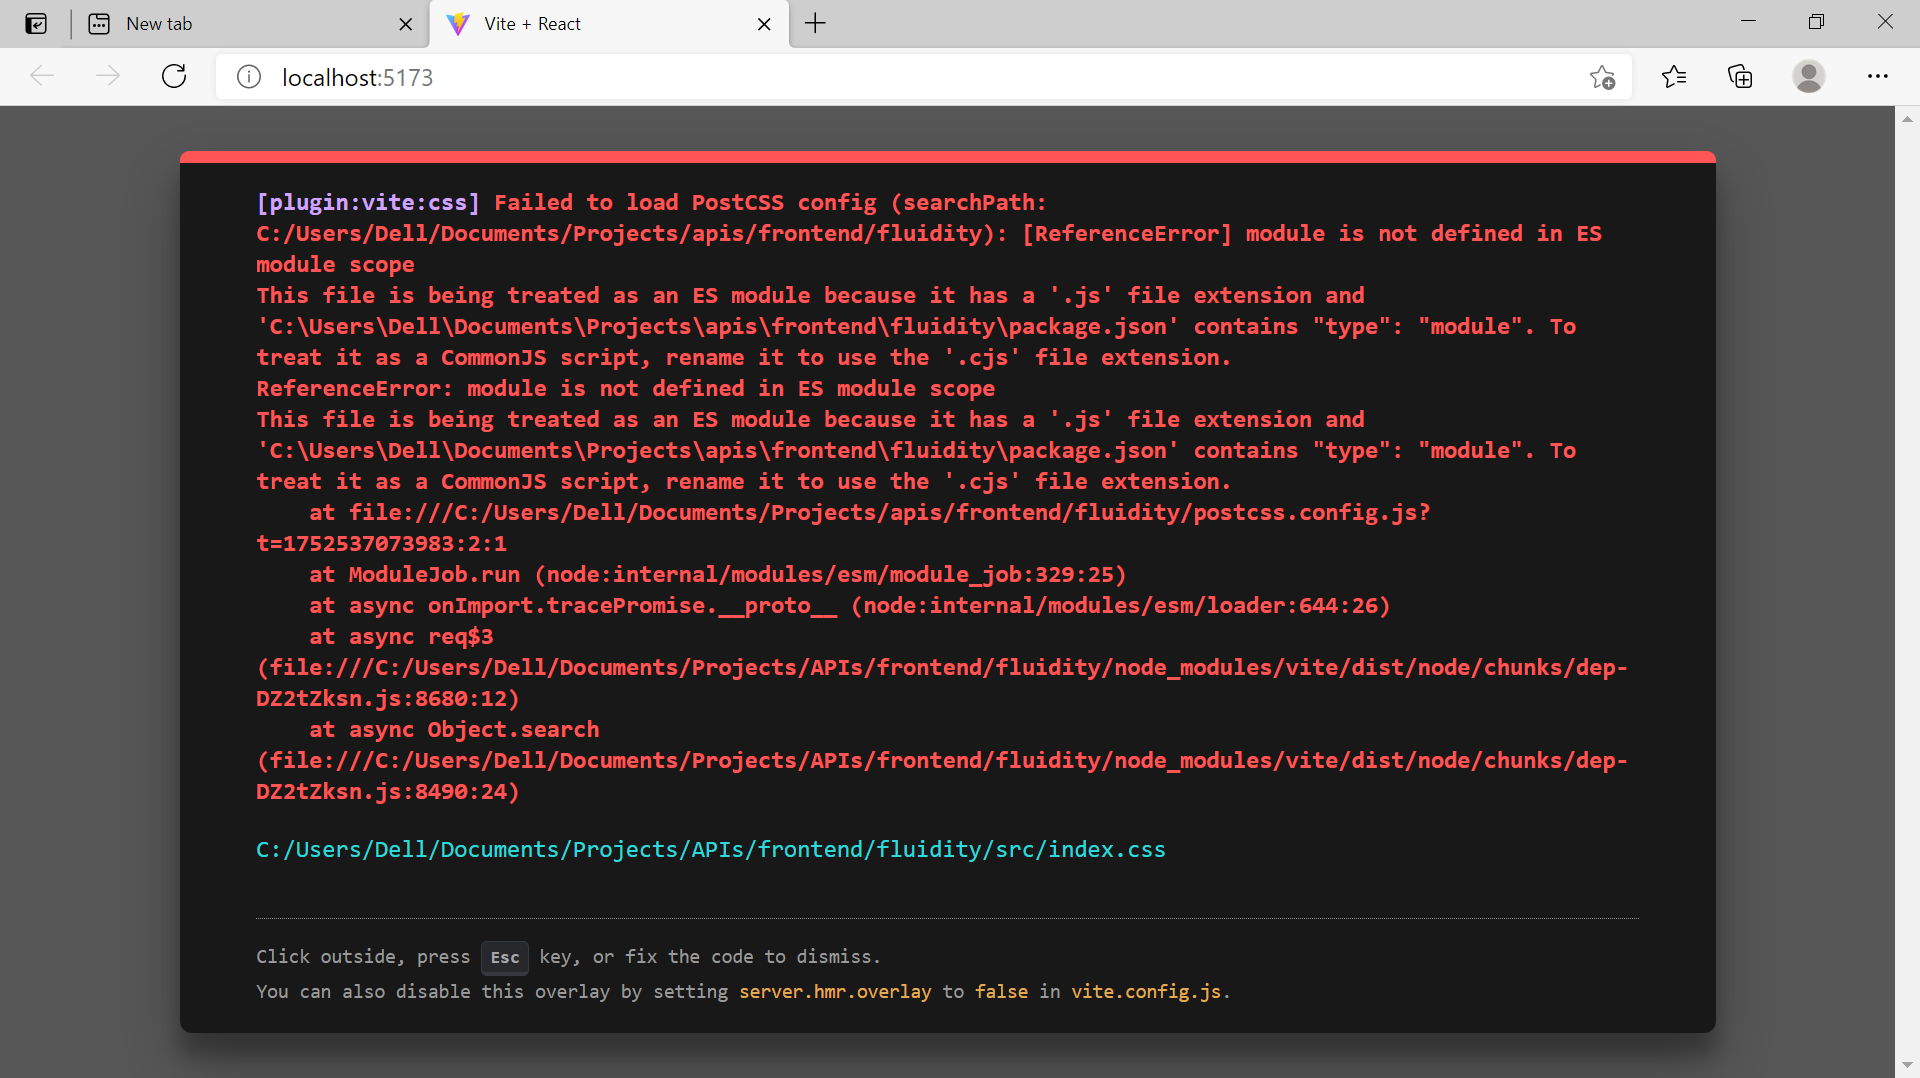 New tab
Vite + React
localhost:5173
[plugin:vite:css] Failed to load PostCSS config (searchPath:
C:/Users/Dell/Documents/Projects/apis/frontend/fluidity): [ReferenceError] module is not defined in ES
module scope
This file is being treated as an ES module because it has a '.js' file extension and
'C:\Users\Dell\Documents\Projects\apis\frontend\fluidity\package.json' contains "type": "module". To
treat it as a CommonJS script, rename it to use the '.cjs' file extension.
ReferenceError: module is not defined in ES module scope
This file is being treated as an ES module because it has a '.js' file extension and
'C:\Users\Dell\Documents\Projects\apis\frontend\fluidity\package.json' contains "type": "module". To
treat it as a CommonJS script, rename it to use the '.cjs' file extension.
    at file:///C:/Users/Dell/Documents/Projects/apis/frontend/fluidity/postcss.config.js?
t=1752537073983:2:1
    at ModuleJob.run (node:internal/modules/esm/module_job:329:25)
    at async onImport.tracePromise.__proto__ (node:internal/modules/esm/loader:644:26)
    at async req$3
(file:///C:/Users/Dell/Documents/Projects/APIs/frontend/fluidity/node_modules/vite/dist/node/chunks/dep-
DZ2tZksn.js:8680:12)
    at async Object.search
(file:///C:/Users/Dell/Documents/Projects/APIs/frontend/fluidity/node_modules/vite/dist/node/chunks/dep-
DZ2tZksn.js:8490:24)
C:/Users/Dell/Documents/Projects/APIs/frontend/fluidity/src/index.css
Click outside, press Esc key, or fix the code to dismiss.
You can also disable this overlay by setting server.hmr.overlay to false in vite.config.js.